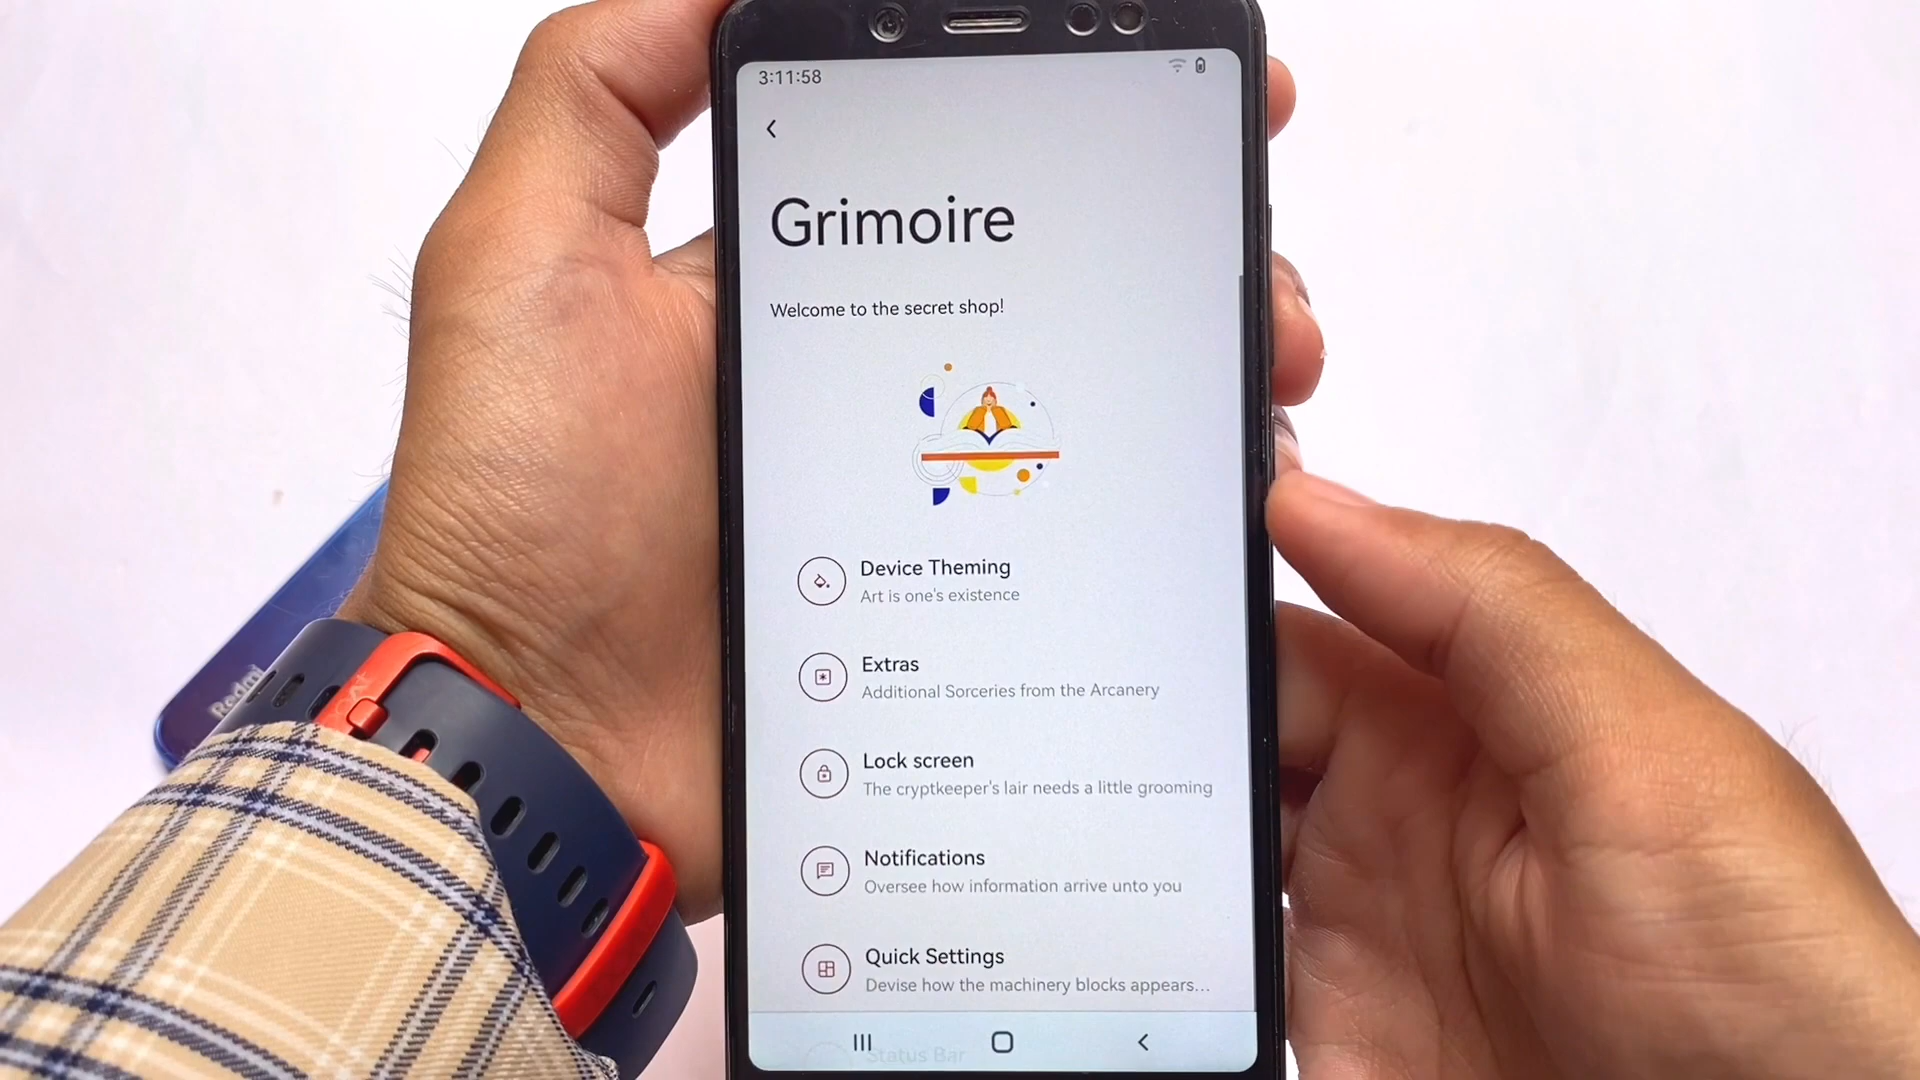 3:11:58
Grimoire
Welcome to the secret shop!
Device Theming
Art is one's existence
Extras
Additional Sorceries from the Arcanery
Lock screen
The cryptkeeper's lair needs a little grooming
Notifications
Oversee how information arrive unto you
Quick Settings
Devise how the machinery blocks appears...
Status Bar
Redmi